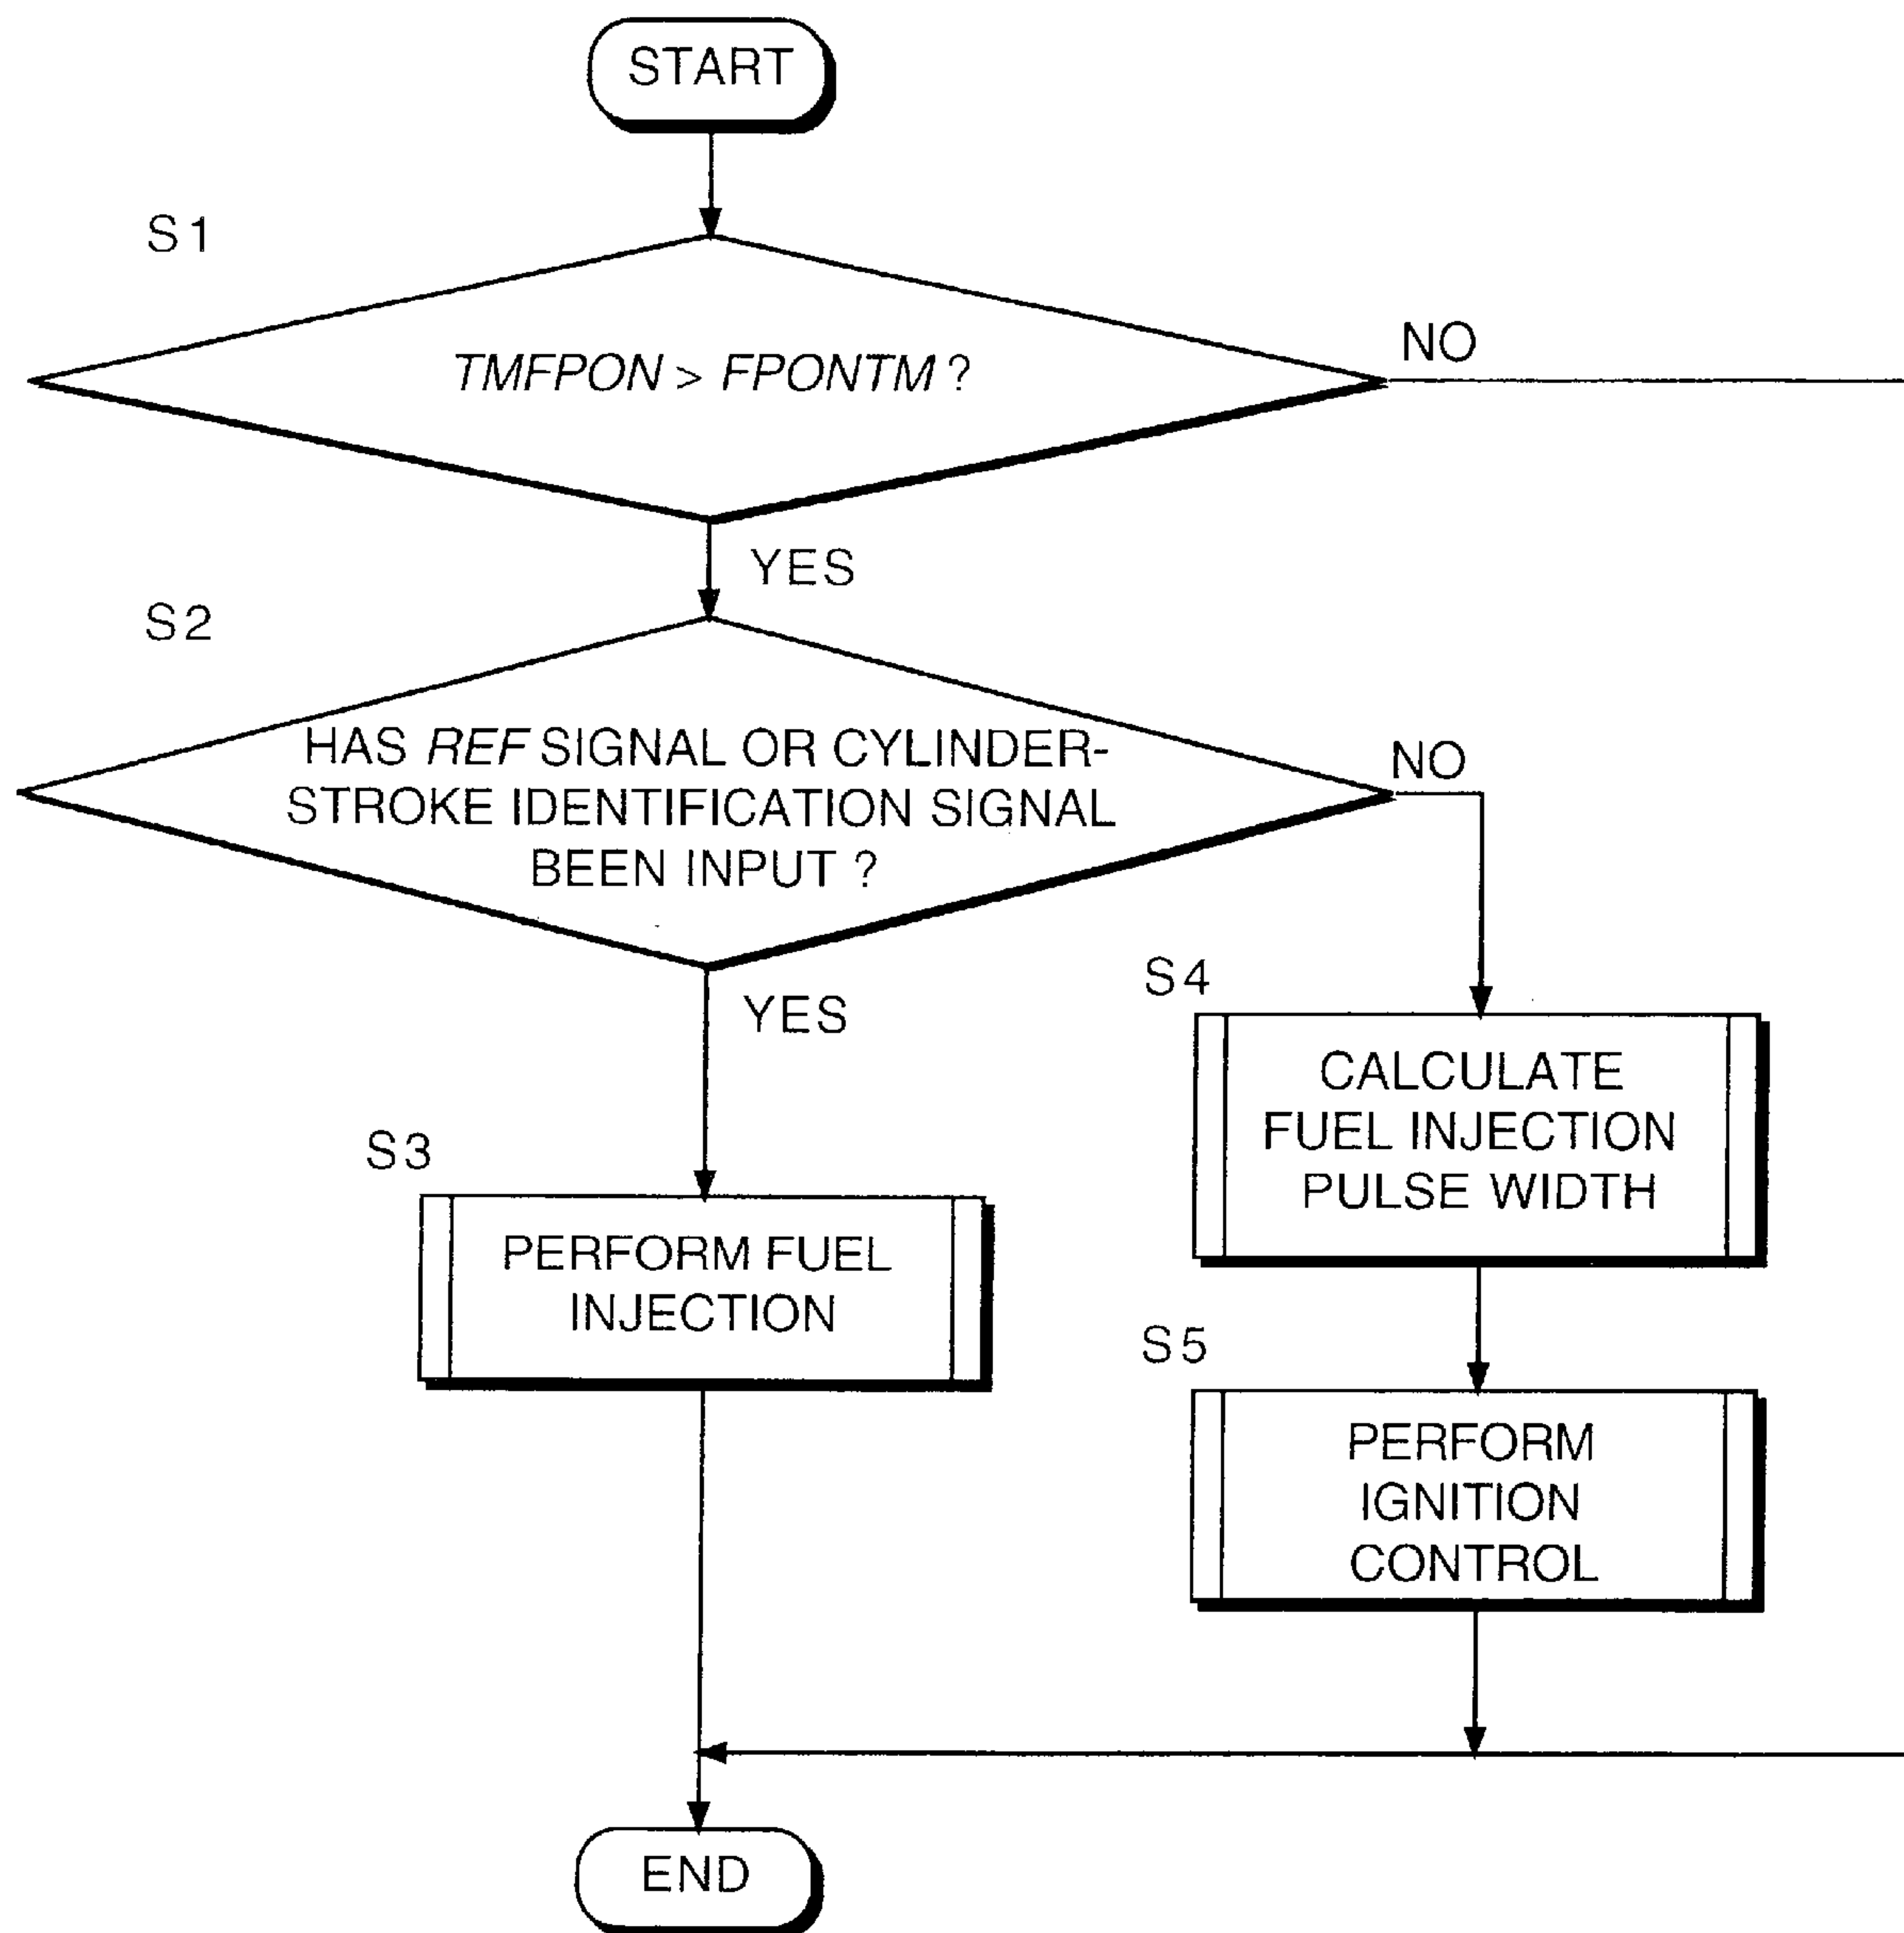 START
S1
TMFPON > FPONTM ?
NO
YES
S2
HAS REF SIGNAL OR CYLINDER-
STROKE IDENTIFICATION SIGNAL
BEEN INPUT ?
NO
YES
S4
CALCULATE
FUEL INJECTION
PULSE WIDTH
S3
PERFORM FUEL
INJECTION
S5
PERFORM
IGNITION
CONTROL
END